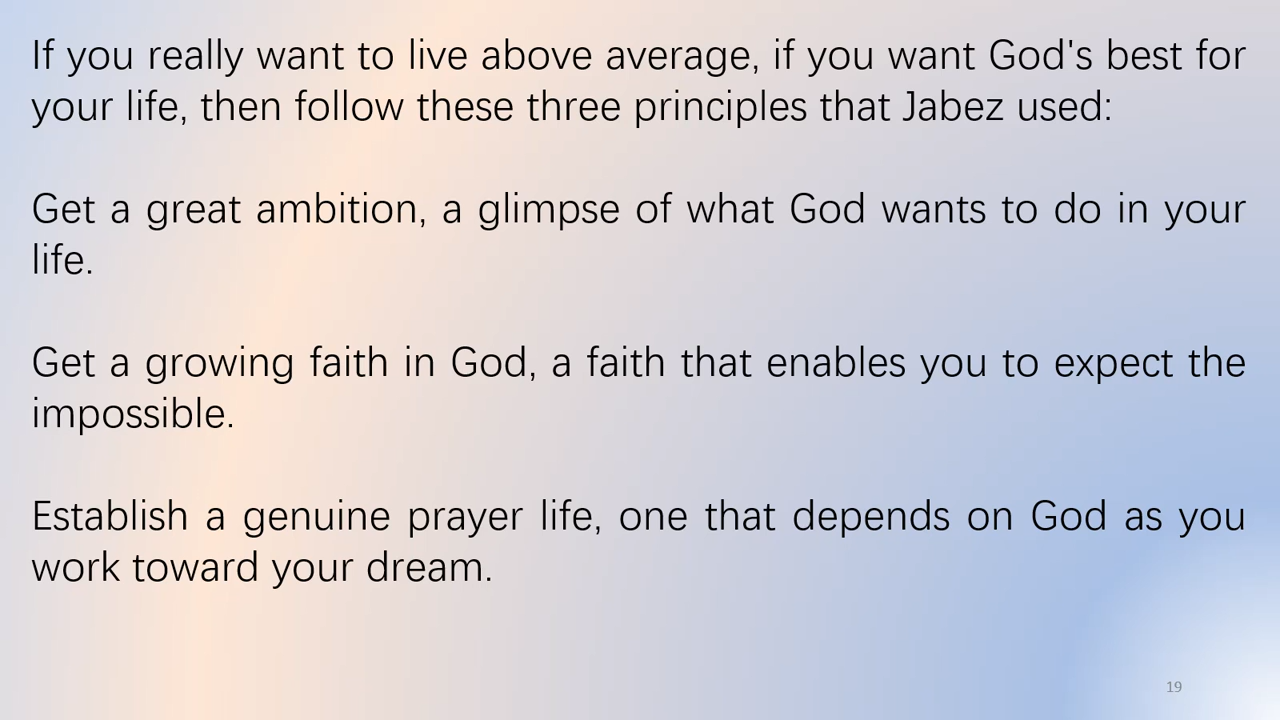 If you really want to live above average, if you want God's best for
your life, then follow these three principles that Jabez used:
Get a great ambition, a glimpse of what God wants to do in your
life.
Get a growing faith in God, a faith that enables you to expect the
impossible.
Establish a genuine prayer life, one that depends on God as you
work toward your dream.
19